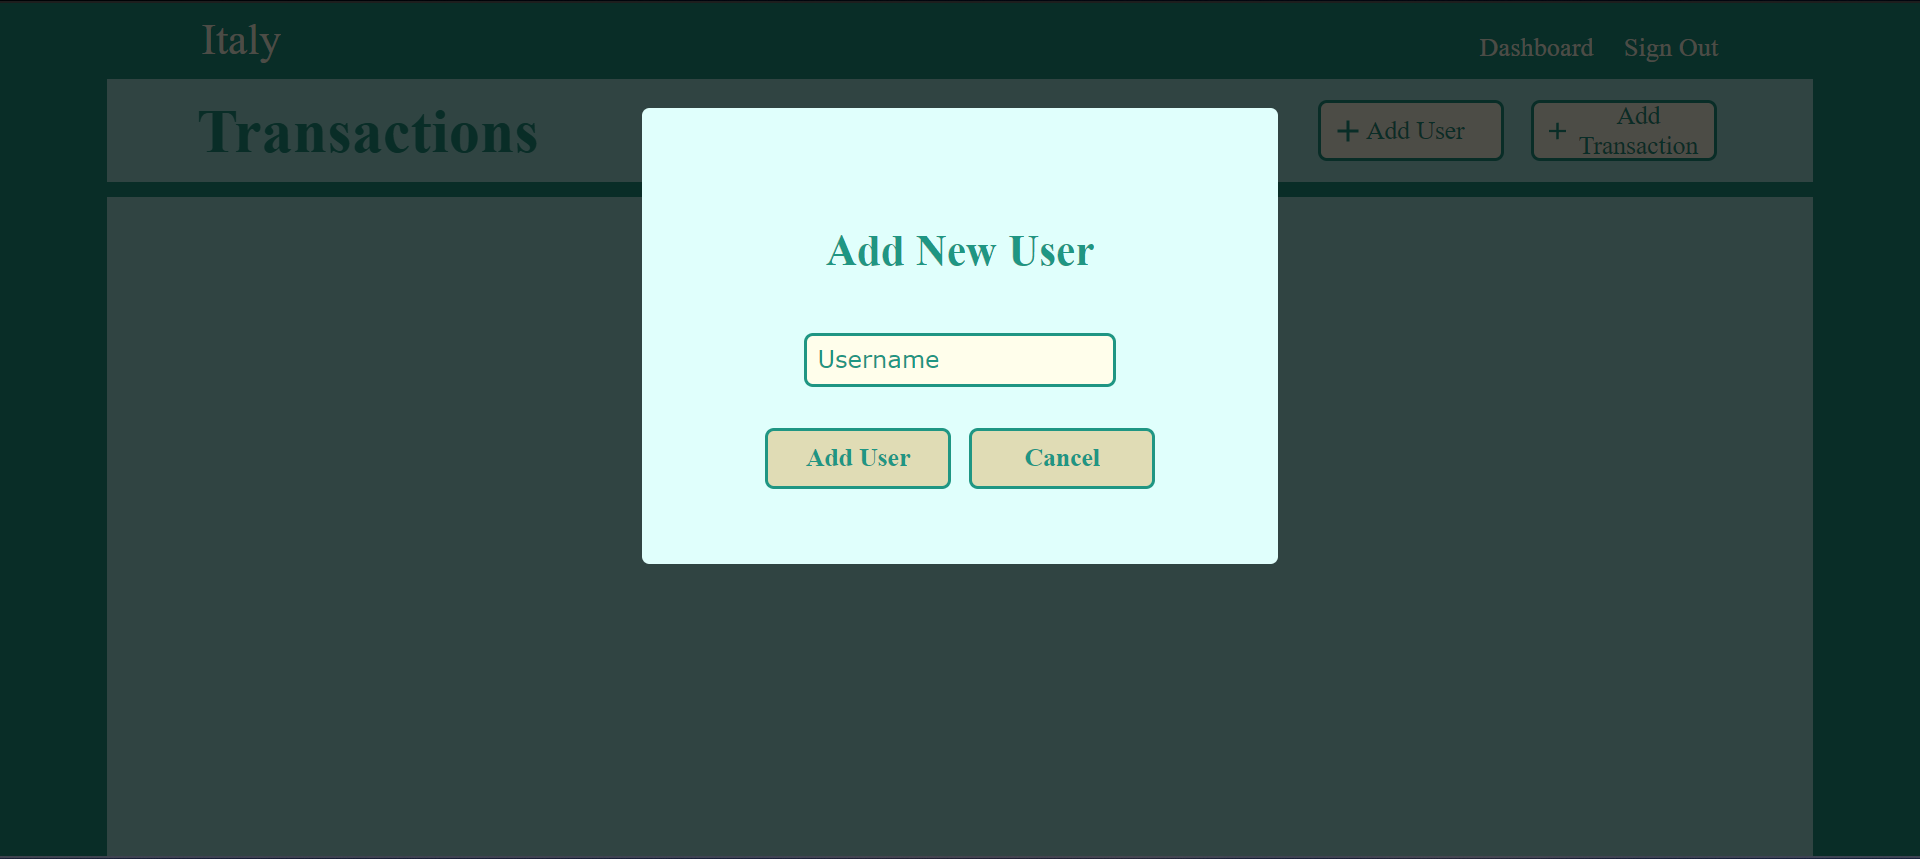 Italy
Dashboard Sign Out
Transactions
+ Add User
+ Add
Transaction
Add New User
Username
Add User
Cancel